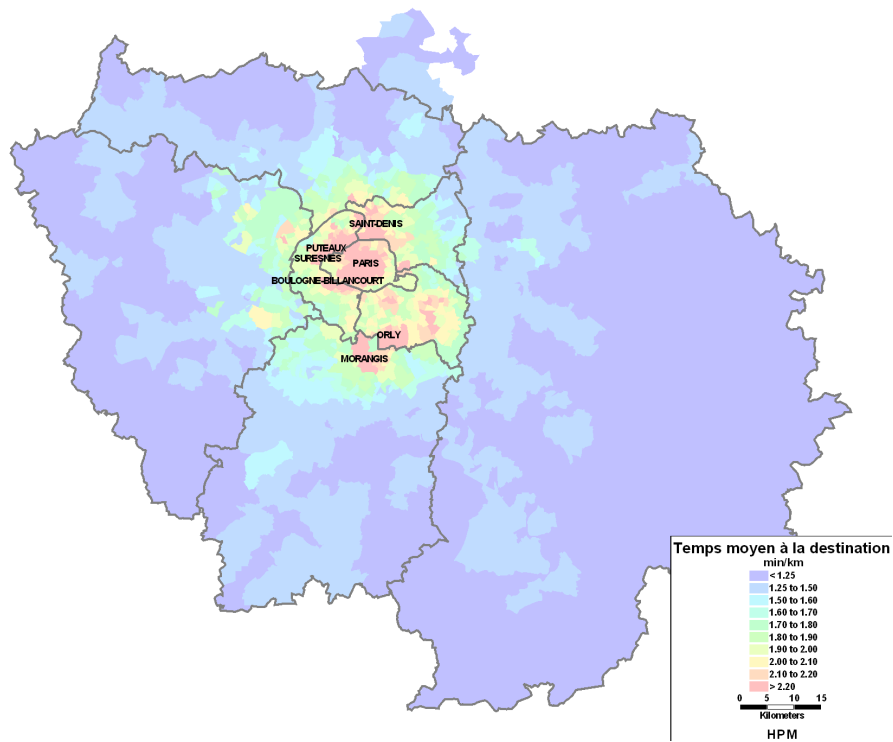 SAINT-DENIS
PUTEAUX
SURESNES
PARIS
BOULOGNE-BILLANCOURT
ORLY
MORANGIS
Temps moyen à la destination
min/km
< 1.25
1.25 to 1.50
1.50 to 1.60
1.60 to 1.70
1.70 to 1.80
1.80 to 1.90
1.90 to 2.00
2.00 to 2.10
2.10 to 2.20
> 2.20
0 5 10 15
Kilometers
HPM